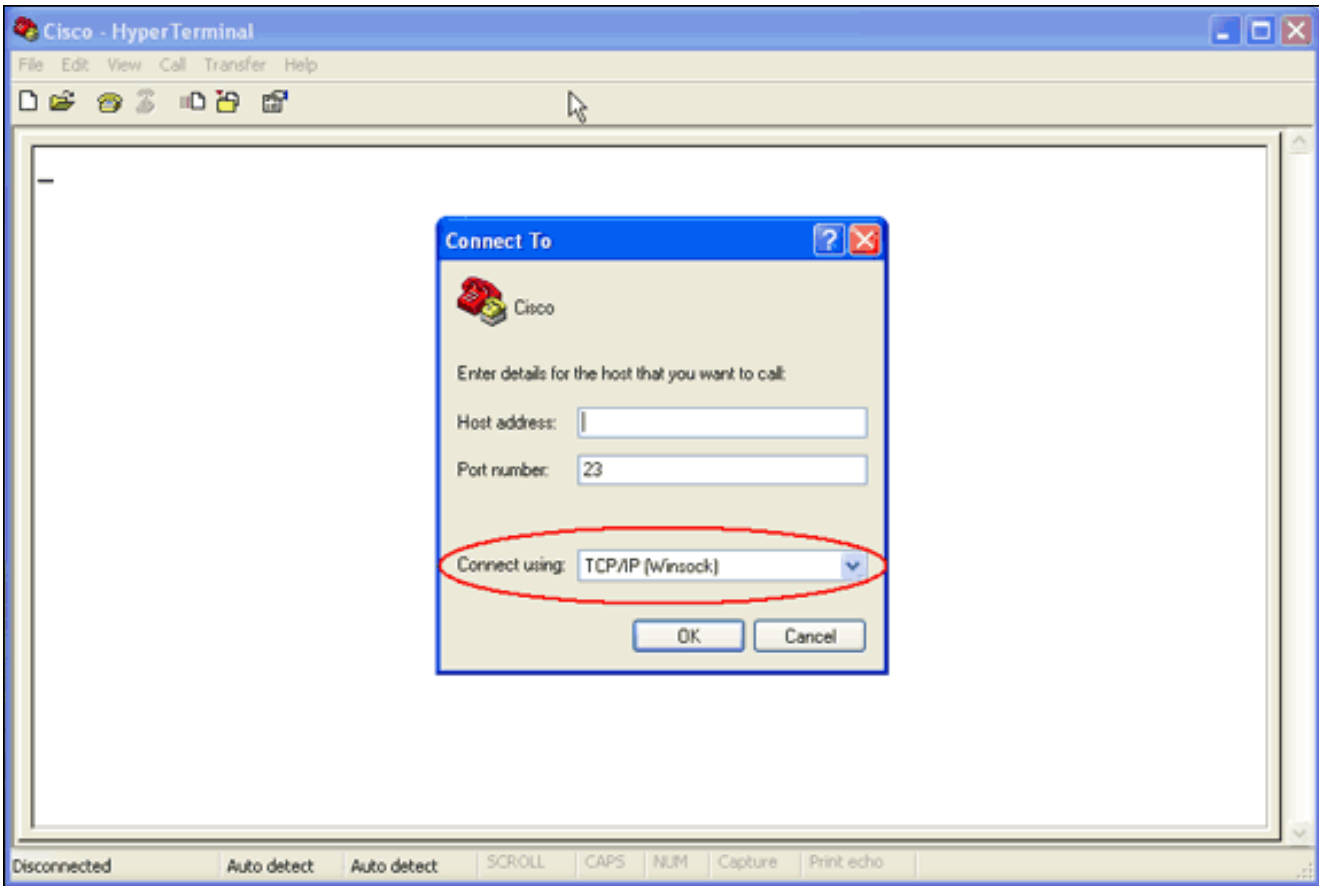 Cisco - HyperTerminal
File Edit View Call Transfer Help
Connect To
Cisco
Enter details for the host that you want to call:
Host address:
Port number: 23
Connect using: TCP/IP (Winsock)
OK Cancel
Disconnected Auto detect Auto detect SCROLL CAPS NUM Capture Print echo